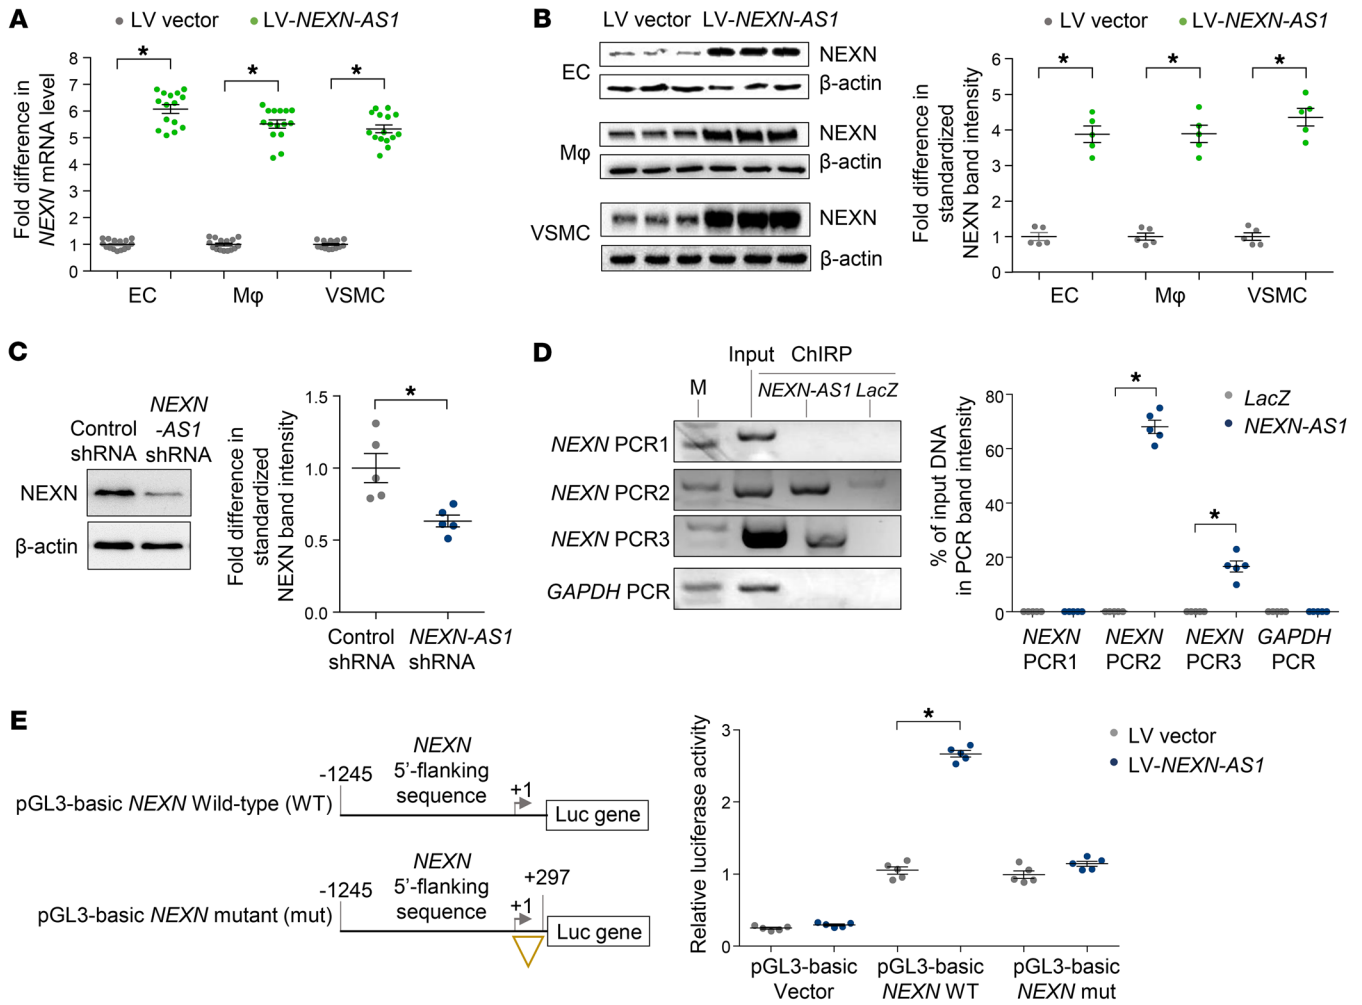 A
LV vector LV-NEXN-AS1
Fold difference in
NEXN mRNA level
8
7
6
5
4
3
2
1
0
* * *
EC Mφ VSMC
B
LV vector LV-NEXN-AS1
EC
NEXN
β-actin
Mφ
NEXN
β-actin
VSMC
NEXN
β-actin
LV vector LV-NEXN-AS1
Fold difference in
standardized
NEXN band intensity
6
5
4
3
2
1
0
* * *
EC Mφ VSMC
C
Control
shRNA
NEXN
-AS1
shRNA
NEXN
β-actin
Fold difference in
standardized
NEXN band intensity
1.5
1.0
0.5
0.0
*
Control
shRNA
NEXN-AS1
shRNA
D
Input ChIRP
M NEXN-AS1 LacZ
NEXN PCR1
NEXN PCR2
NEXN PCR3
GAPDH PCR
% of input DNA
in PCR band intensity
80
60
40
20
0
*
*
LacZ
NEXN-AS1
NEXN
PCR1
NEXN
PCR2
NEXN
PCR3
GAPDH
PCR
E
pGL3-basic NEXN Wild-type (WT)
-1245
NEXN
5'-flanking
sequence
+1
Luc gene
pGL3-basic NEXN mutant (mut)
-1245
NEXN
5'-flanking
sequence
+1
+297
Luc gene
Relative luciferase activity
3
2
1
0
*
LV vector
LV-NEXN-AS1
pGL3-basic
Vector
pGL3-basic
NEXN WT
pGL3-basic
NEXN mut